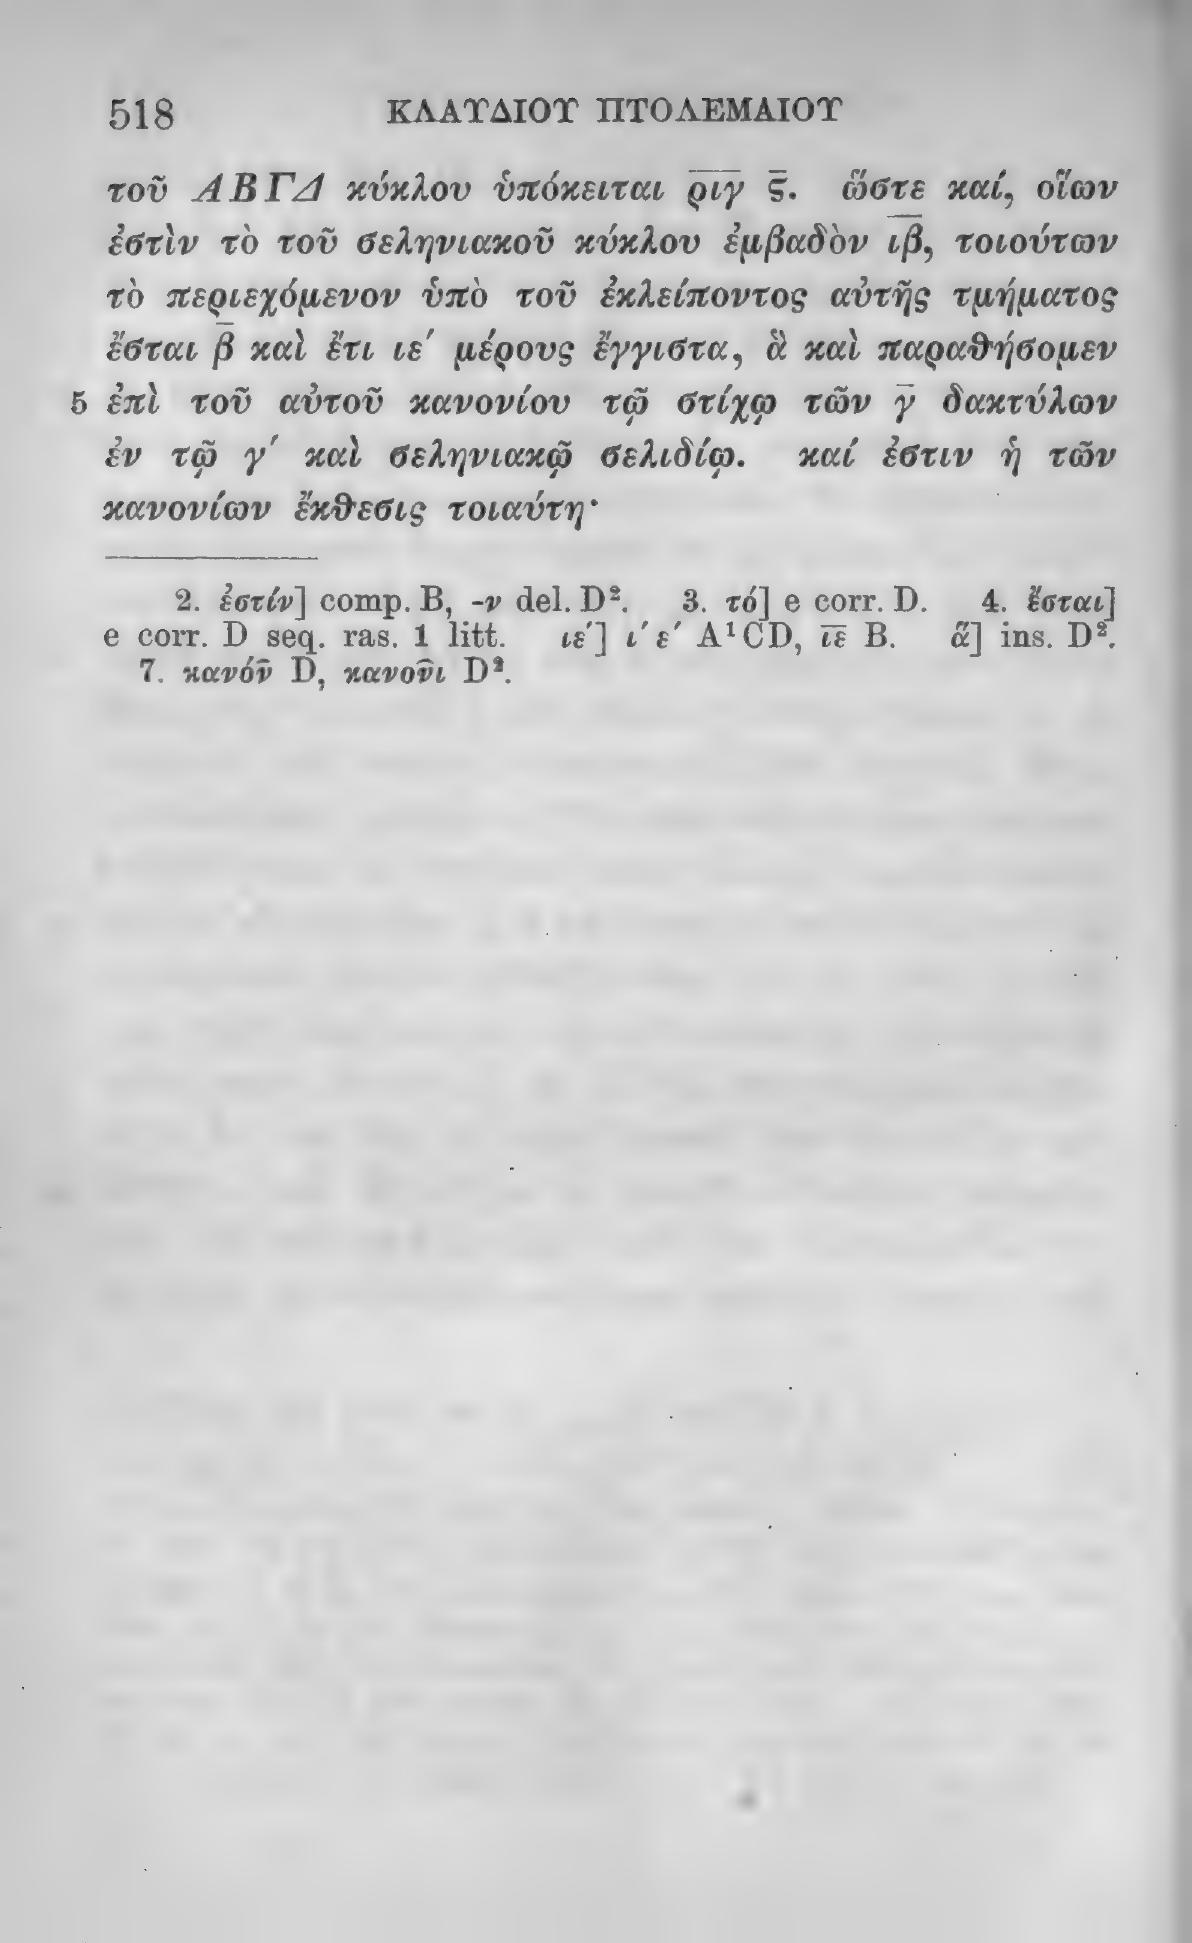 518 ΚΛΑΥΔΙΟΥ ΠΤΟΛΕΜΑΙΟΥ
τοῦ ΑΒΓΔ κύκλου ὑπόκειται ρ̅ι̅γ̅ ϛ̅. ὥστε καί, οἵων
ἐστὶν τὸ τοῦ σεληνιακοῦ κύκλου ἐμβαδὸν ι̅β̅, τοιούτων
τὸ περιεχόμενον ὑπὸ τοῦ ἐκλείποντος αὐτῆς τμήματος
ἔσται β̅ καὶ ἔτι ιε′ μέρους ἔγγιστα, ἃ καὶ παραθήσομεν
5 ἐπὶ τοῦ αὐτοῦ κανονίου τῷ στίχῳ τῶν γ̅ δακτύλων
ἐν τῷ γ′ καὶ σεληνιακῷ σελιδίῳ. καί ἐστιν ἡ τῶν
κανονίων ἔκθεσις τοιαύτη·
2. ἐστίν] comp. B, -ν del. D². 3. τό] e corr. D. 4. ἔσται]
e corr. D seq. ras. 1 litt. ιε′] ι′ ε′ A¹CD, ι̅ε̅ B. ἅ] ins. D².
7. κανόν͂ D, κανον͂ι D².